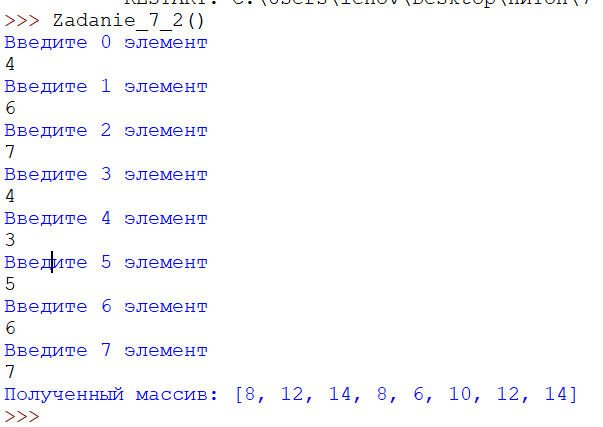 >>> Zadanie_7_2()
Введите 0 элемент
4
Введите 1 элемент
6
Введите 2 элемент
7
Введите 3 элемент
4
Введите 4 элемент
3
Введите 5 элемент
5
Введите 6 элемент
6
Введите 7 элемент
7
Полученный массив: [8, 12, 14, 8, 6, 10, 12, 14]
>>>